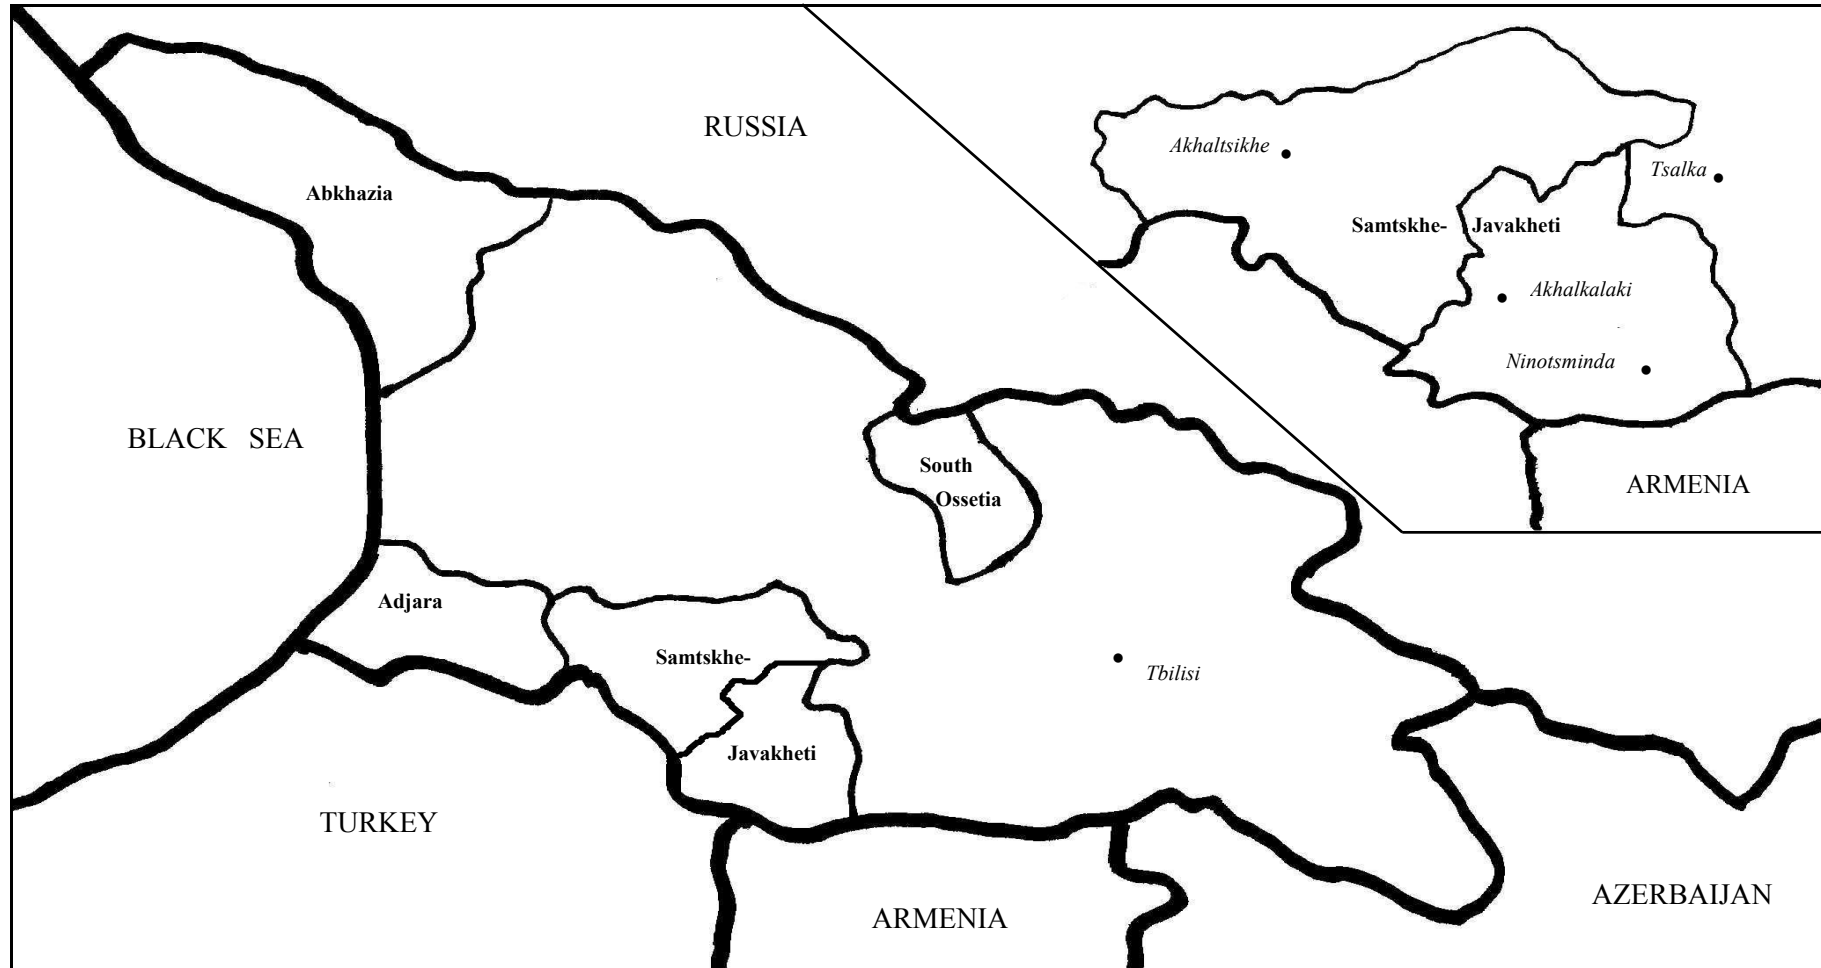 RUSSIA
Akhaltsikhe
Tsalka
Abkhazia
Samtskhe- Javakheti
Akhalkalaki
Ninotsminda
BLACK SEA
South
Ossetia
ARMENIA
Adjara
Samtskhe-
Tbilisi
Javakheti
TURKEY
AZERBAIJAN
ARMENIA